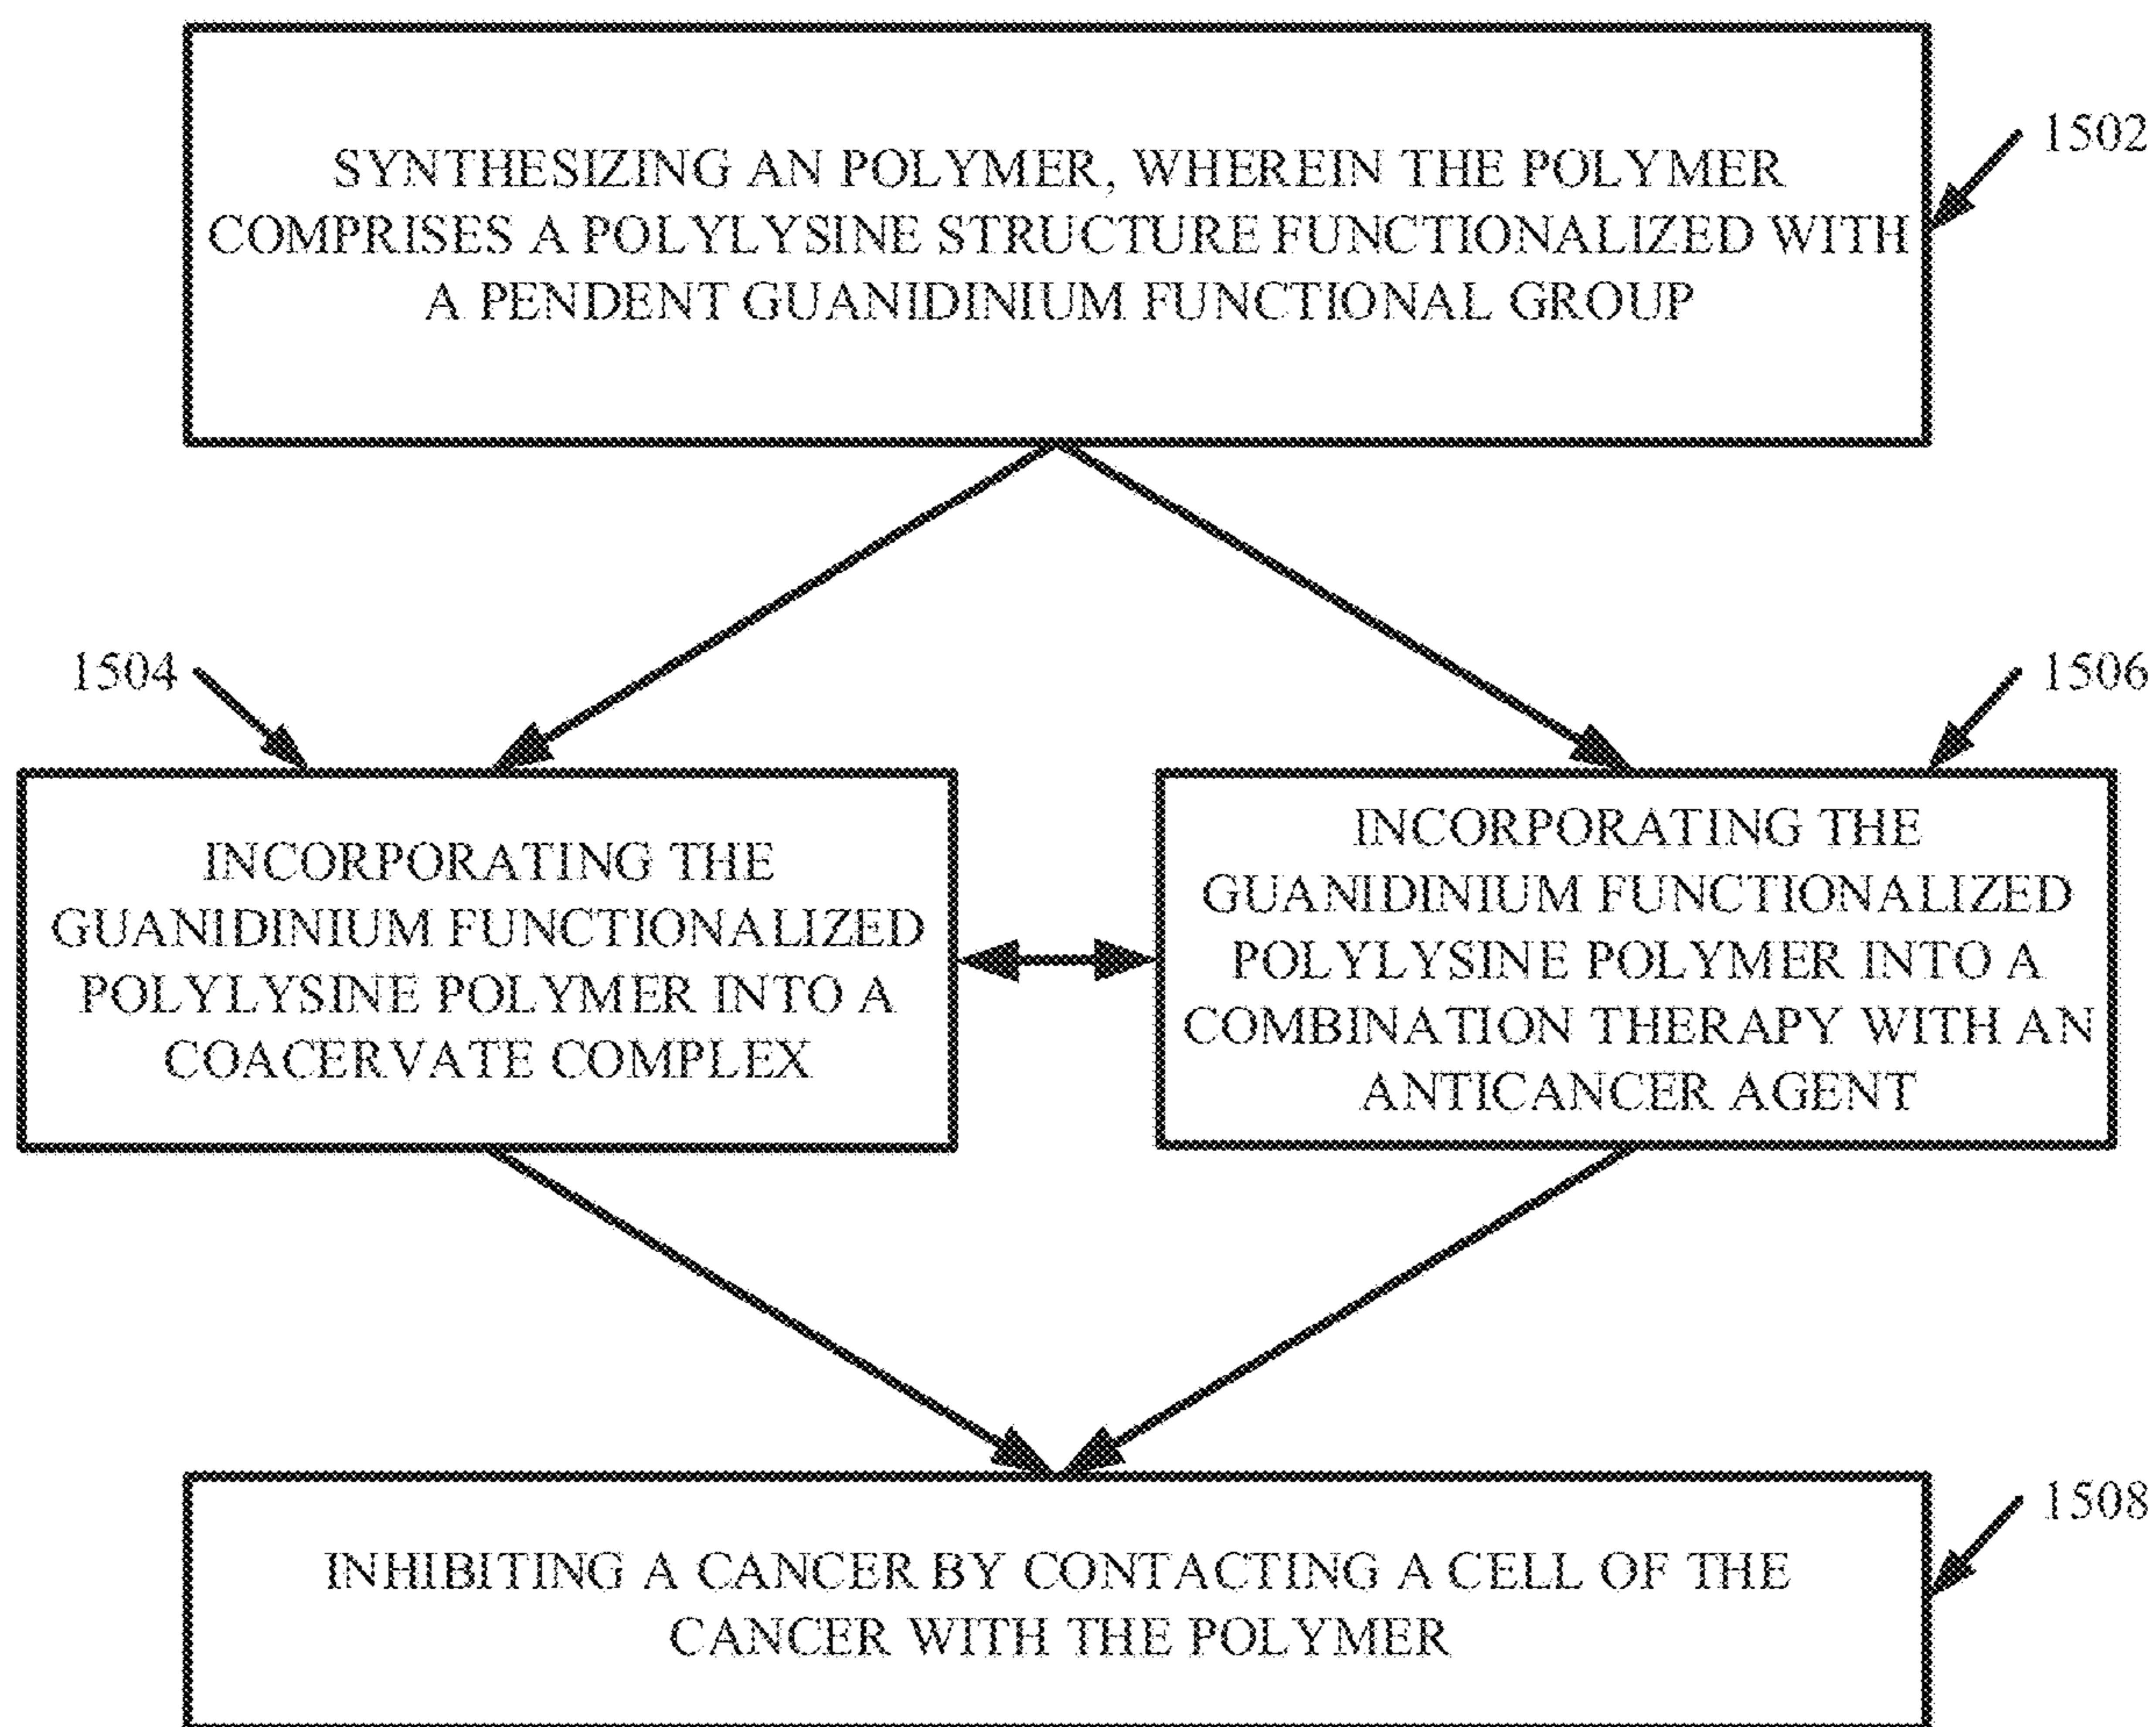 SYNTHESIZING AN POLYMER, WHEREIN THE POLYMER
COMPRISES A POLYLYSINE STRUCTURE FUNCTIONALIZED WITH
A PENDENT GUANIDINIUM FUNCTIONAL GROUP
1502
1504
INCORPORATING THE
GUANIDINIUM FUNCTIONALIZED
POLYLYSINE POLYMER INTO A
COACERVATE COMPLEX
1506
INCORPORATING THE
GUANIDINIUM FUNCTIONALIZED
POLYLYSINE POLYMER INTO A
COMBINATION THERAPY WITH AN
ANTICANCER AGENT
1508
INHIBITING A CANCER BY CONTACTING A CELL OF THE
CANCER WITH THE POLYMER